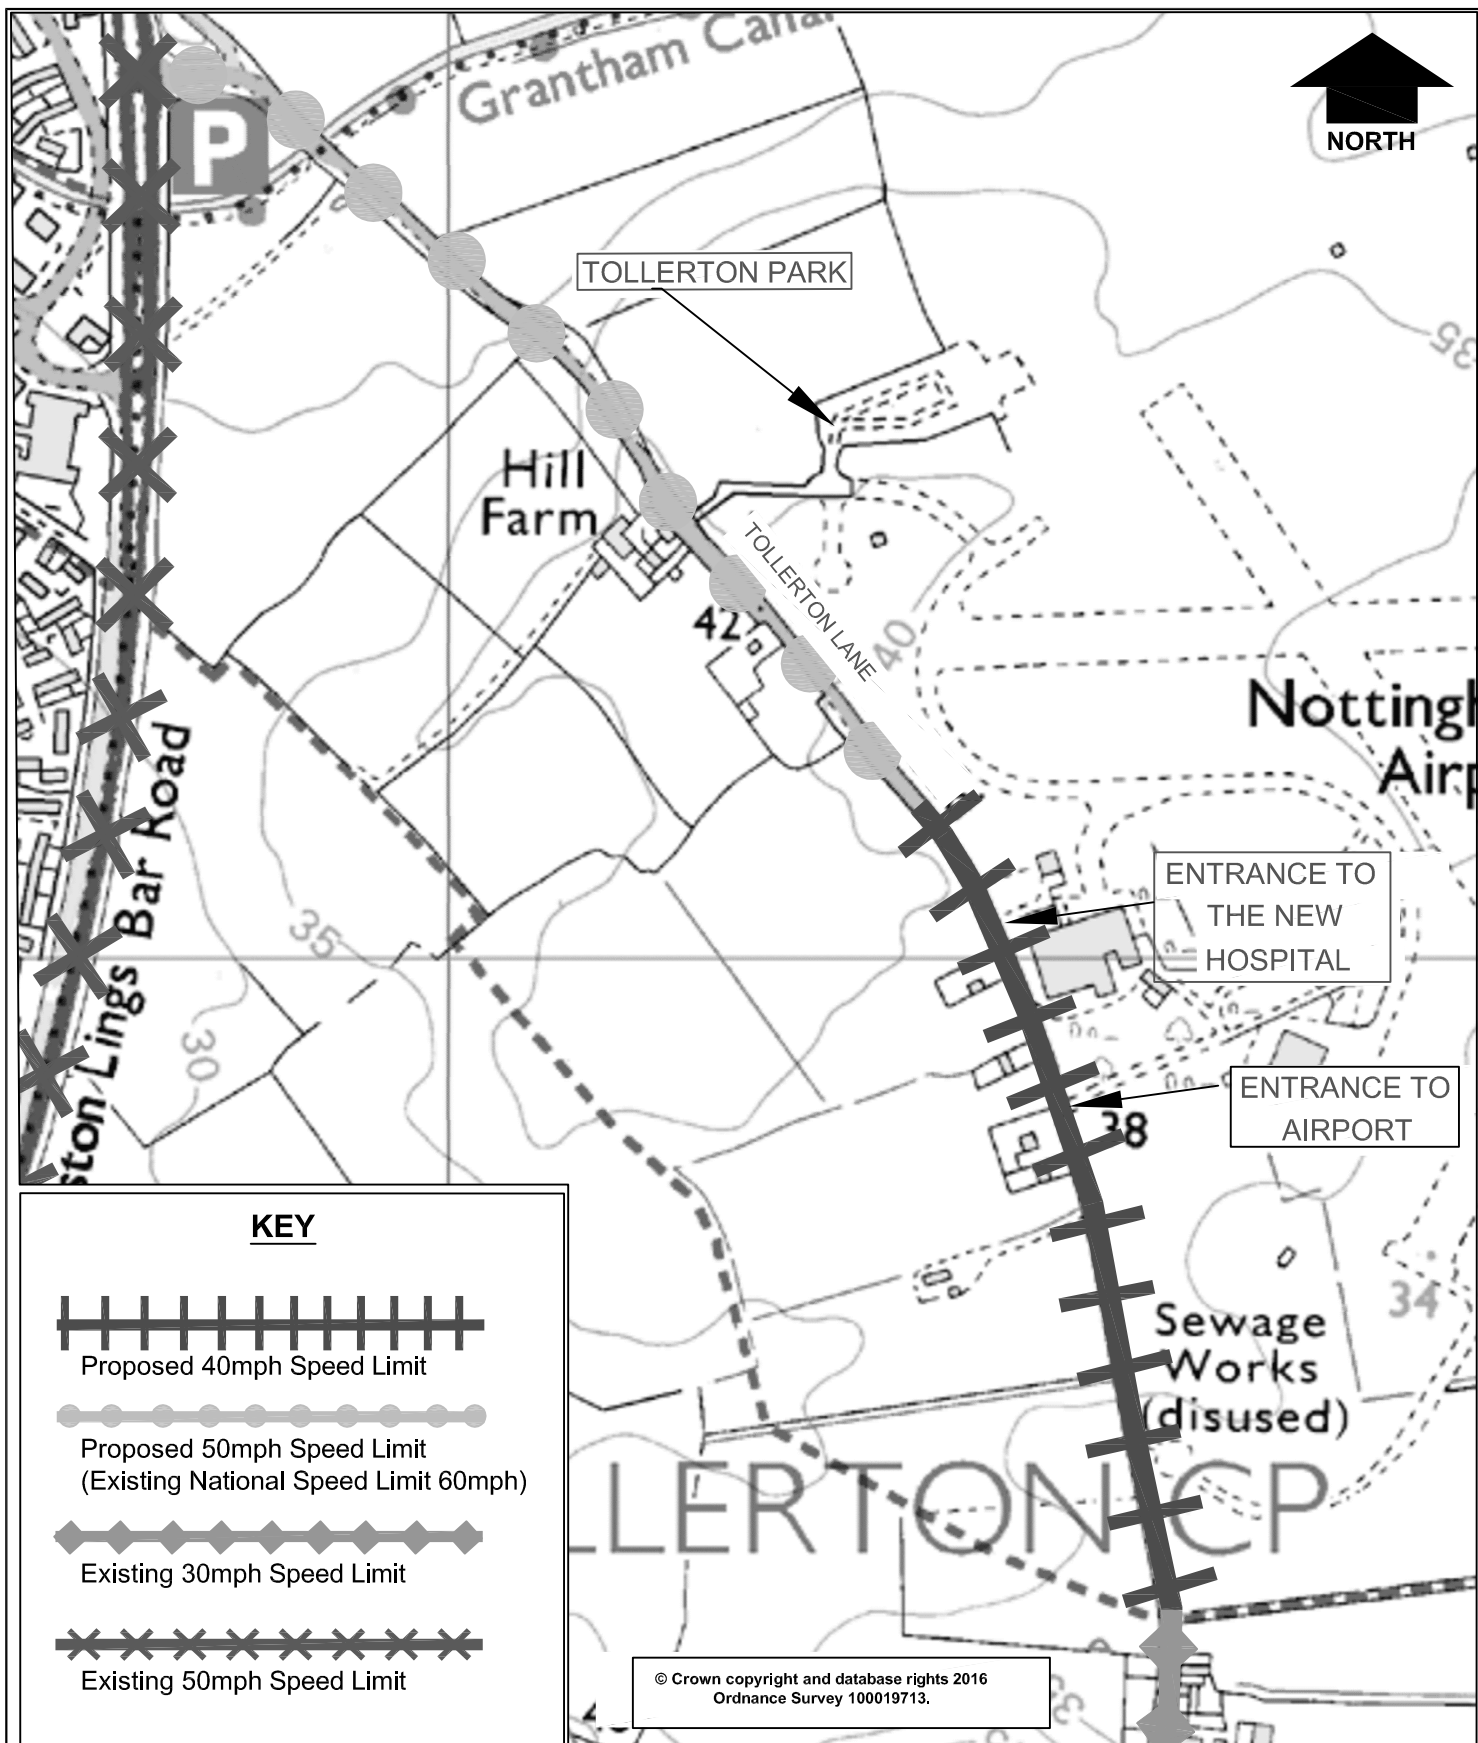 Grantham Canal
P
NORTH
TOLLERTON PARK
35
Hill
Farm
TOLLERTON LANE
42
40
Airp
Bar Road
Lings
35
30
ENTRANCE TO
THE NEW
HOSPITAL
ENTRANCE TO
AIRPORT
38
34
Sewage
Works
(disused)
LLERTON CP
33
KEY
Proposed 40mph Speed Limit
Proposed 50mph Speed Limit
(Existing National Speed Limit 60mph)
Existing 30mph Speed Limit
Existing 50mph Speed Limit
© Crown copyright and database rights 2016
Ordnance Survey 100019713.